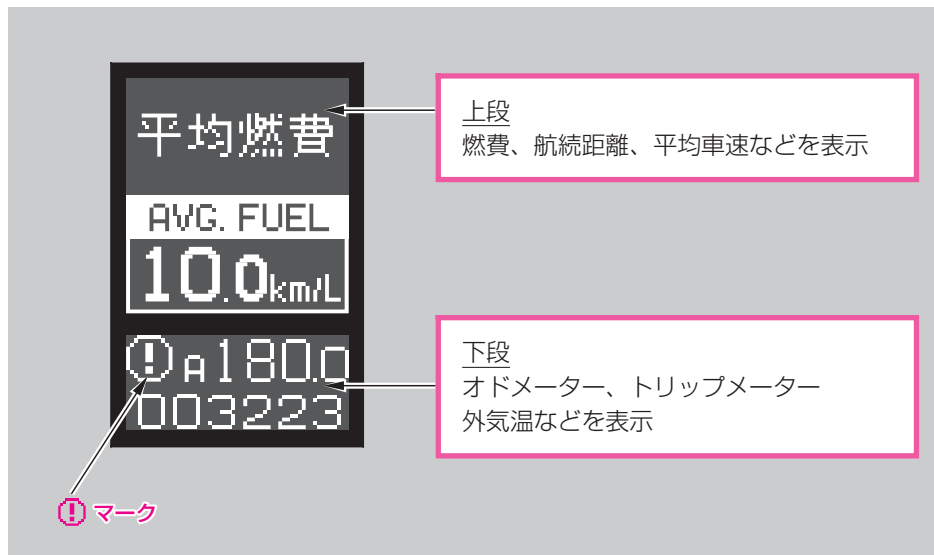 平均燃費
AVG. FUEL
10.0km/L
A180.0
003223
上段
燃費、航続距離、平均車速などを表示
下段
オドメーター、トリップメーター
外気温などを表示
マーク